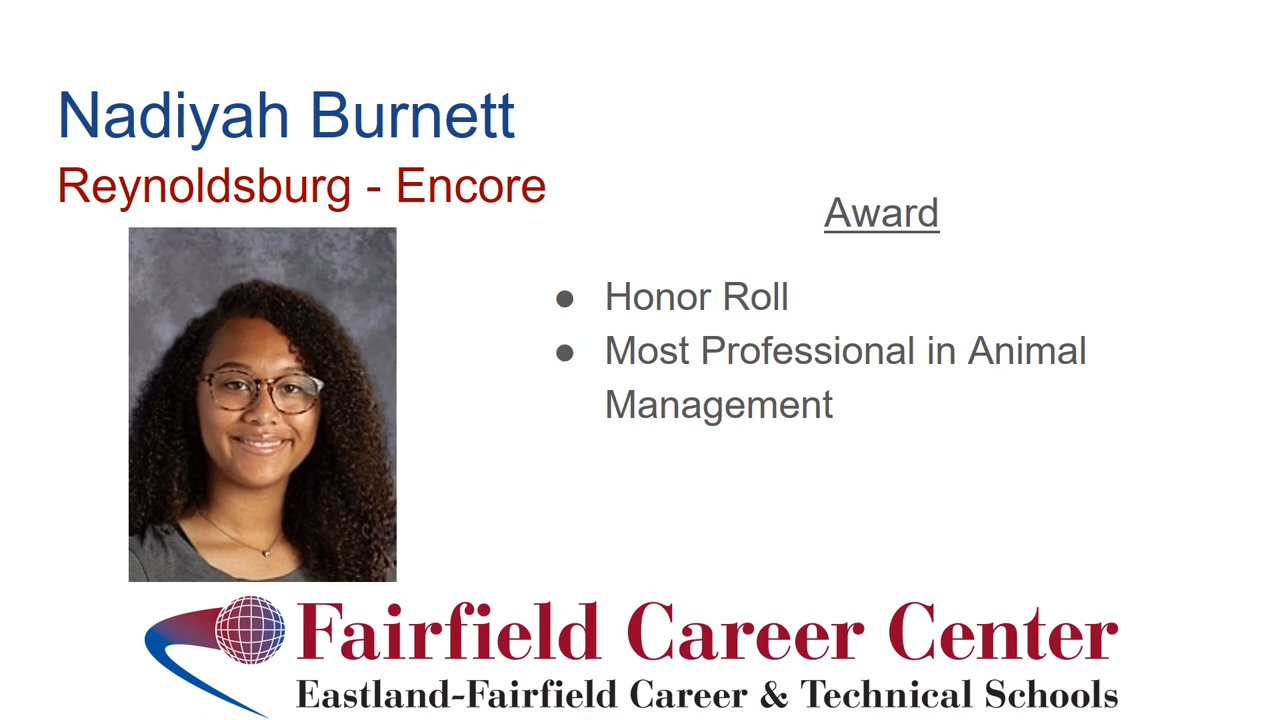 Nadiyah Burnett
Reynoldsburg - Encore
Award
● Honor Roll
● Most Professional in Animal
Management
Fairfield Career Center
Eastland-Fairfield Career & Technical Schools